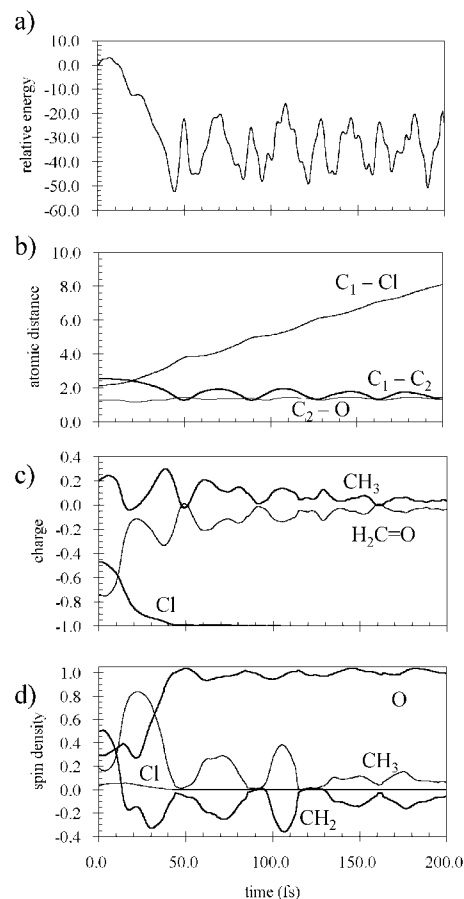 a)
10.0
0.0
-10.0
-20.0
-30.0
-40.0
-50.0
-60.0
relative energy
b)
10.0
8.0
6.0
4.0
2.0
0.0
atomic distance
C₁ – Cl
C₁ – C₂
C₂ – O
c)
0.4
0.2
0.0
-0.2
-0.4
-0.6
-0.8
-1.0
charge
CH₃
H₂C=O
Cl
d)
1.0
0.8
0.6
0.4
0.2
0.0
-0.2
-0.4
spin density
O
Cl
CH₃
CH₂
0.0 50.0 100.0 150.0 200.0
time (fs)